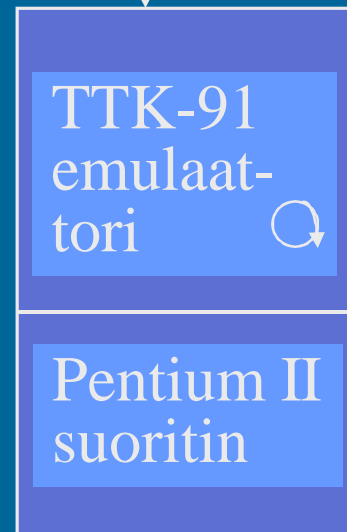 TTK-91
emulaat-
tori
Pentium II
suoritin